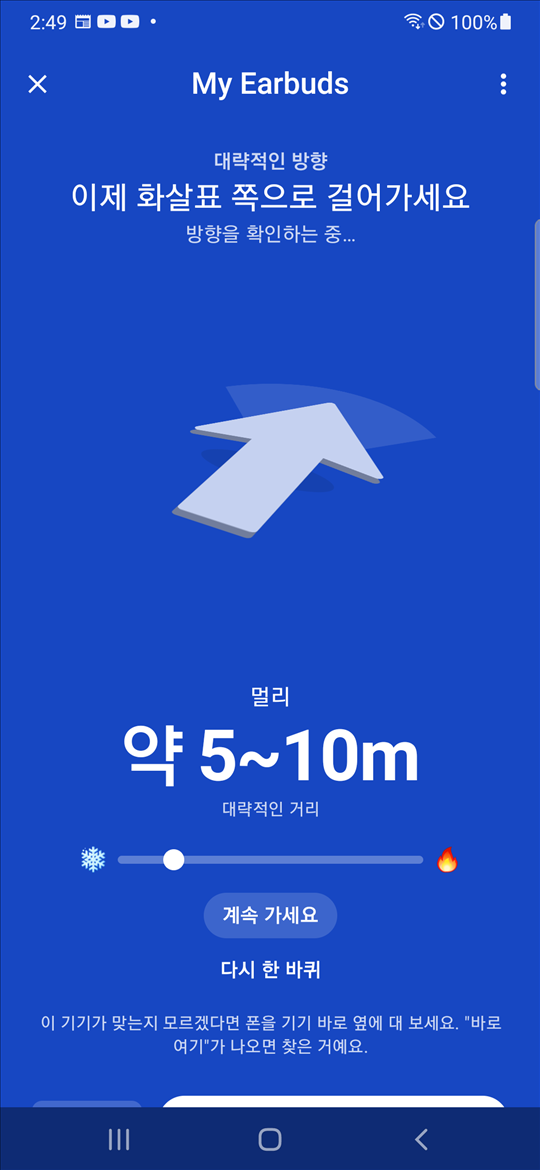 2:49
100%
My Earbuds
대략적인 방향
이제 화살표 쪽으로 걸어가세요
방향을 확인하는 중...
멀리
약 5~10m
대략적인 거리
계속 가세요
다시 한 바퀴
이 기기가 맞는지 모르겠다면 폰을 기기 바로 옆에 대 보세요. "바로
여기"가 나오면 찾은 거예요.